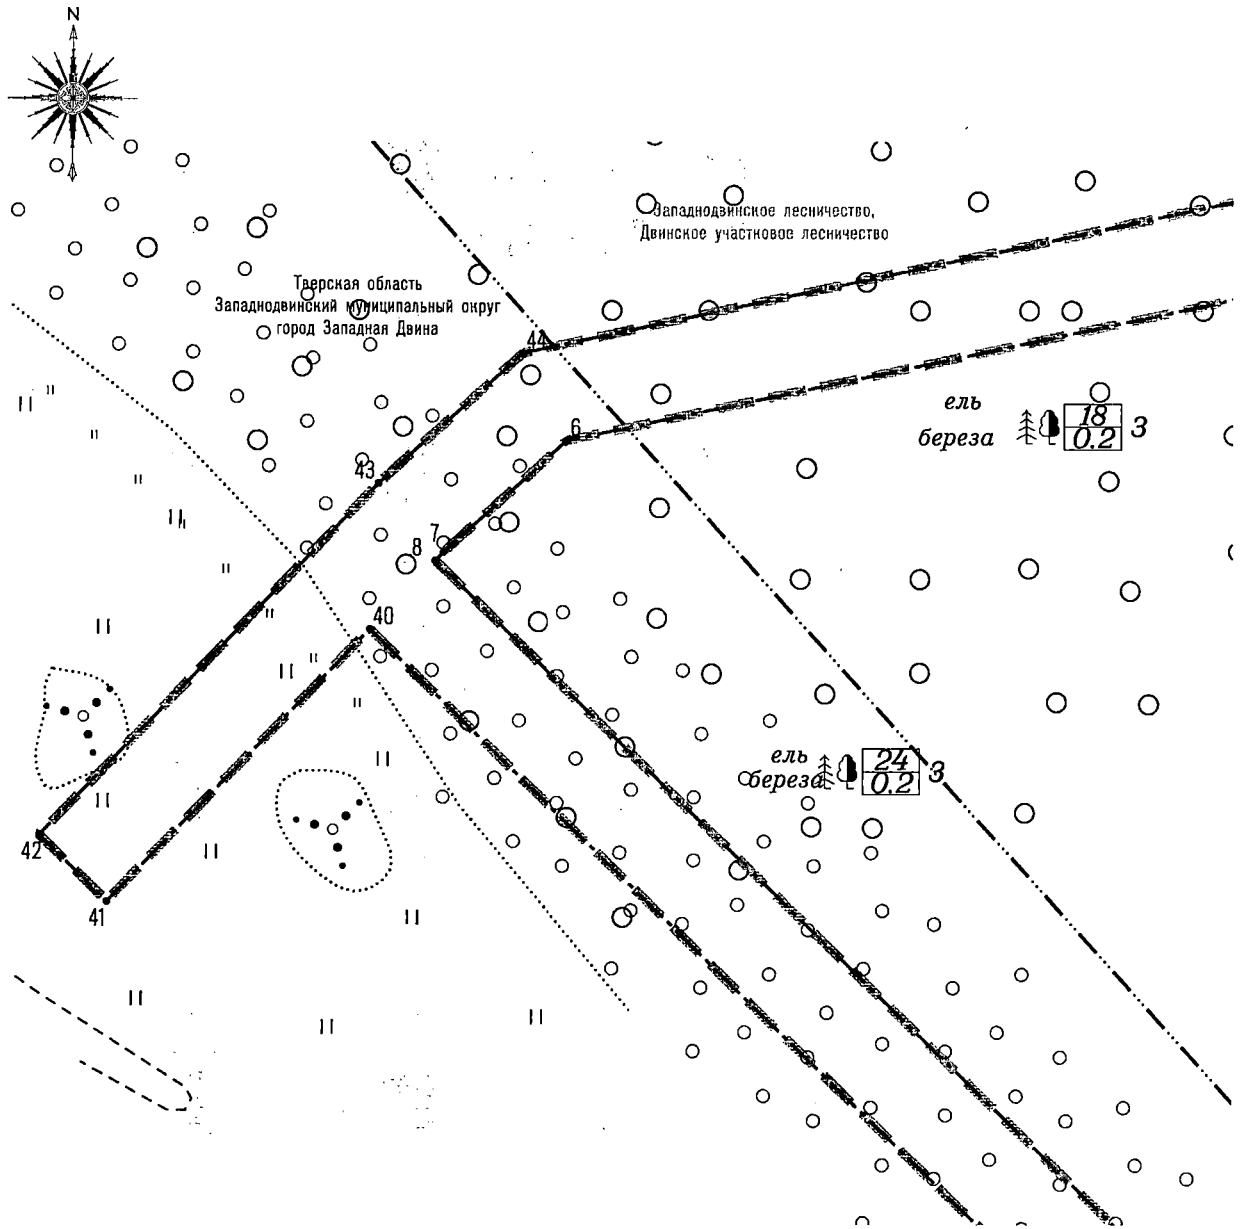 N
Западнодвинское лесничество,
Двинское участковое лесничество
Тверская область
Западнодвинский муниципальный округ
город Западная Двина
44
6
ель
береза
18
0.2
3
43
7
8
40
ель
береза
24
0.2
3
42
41